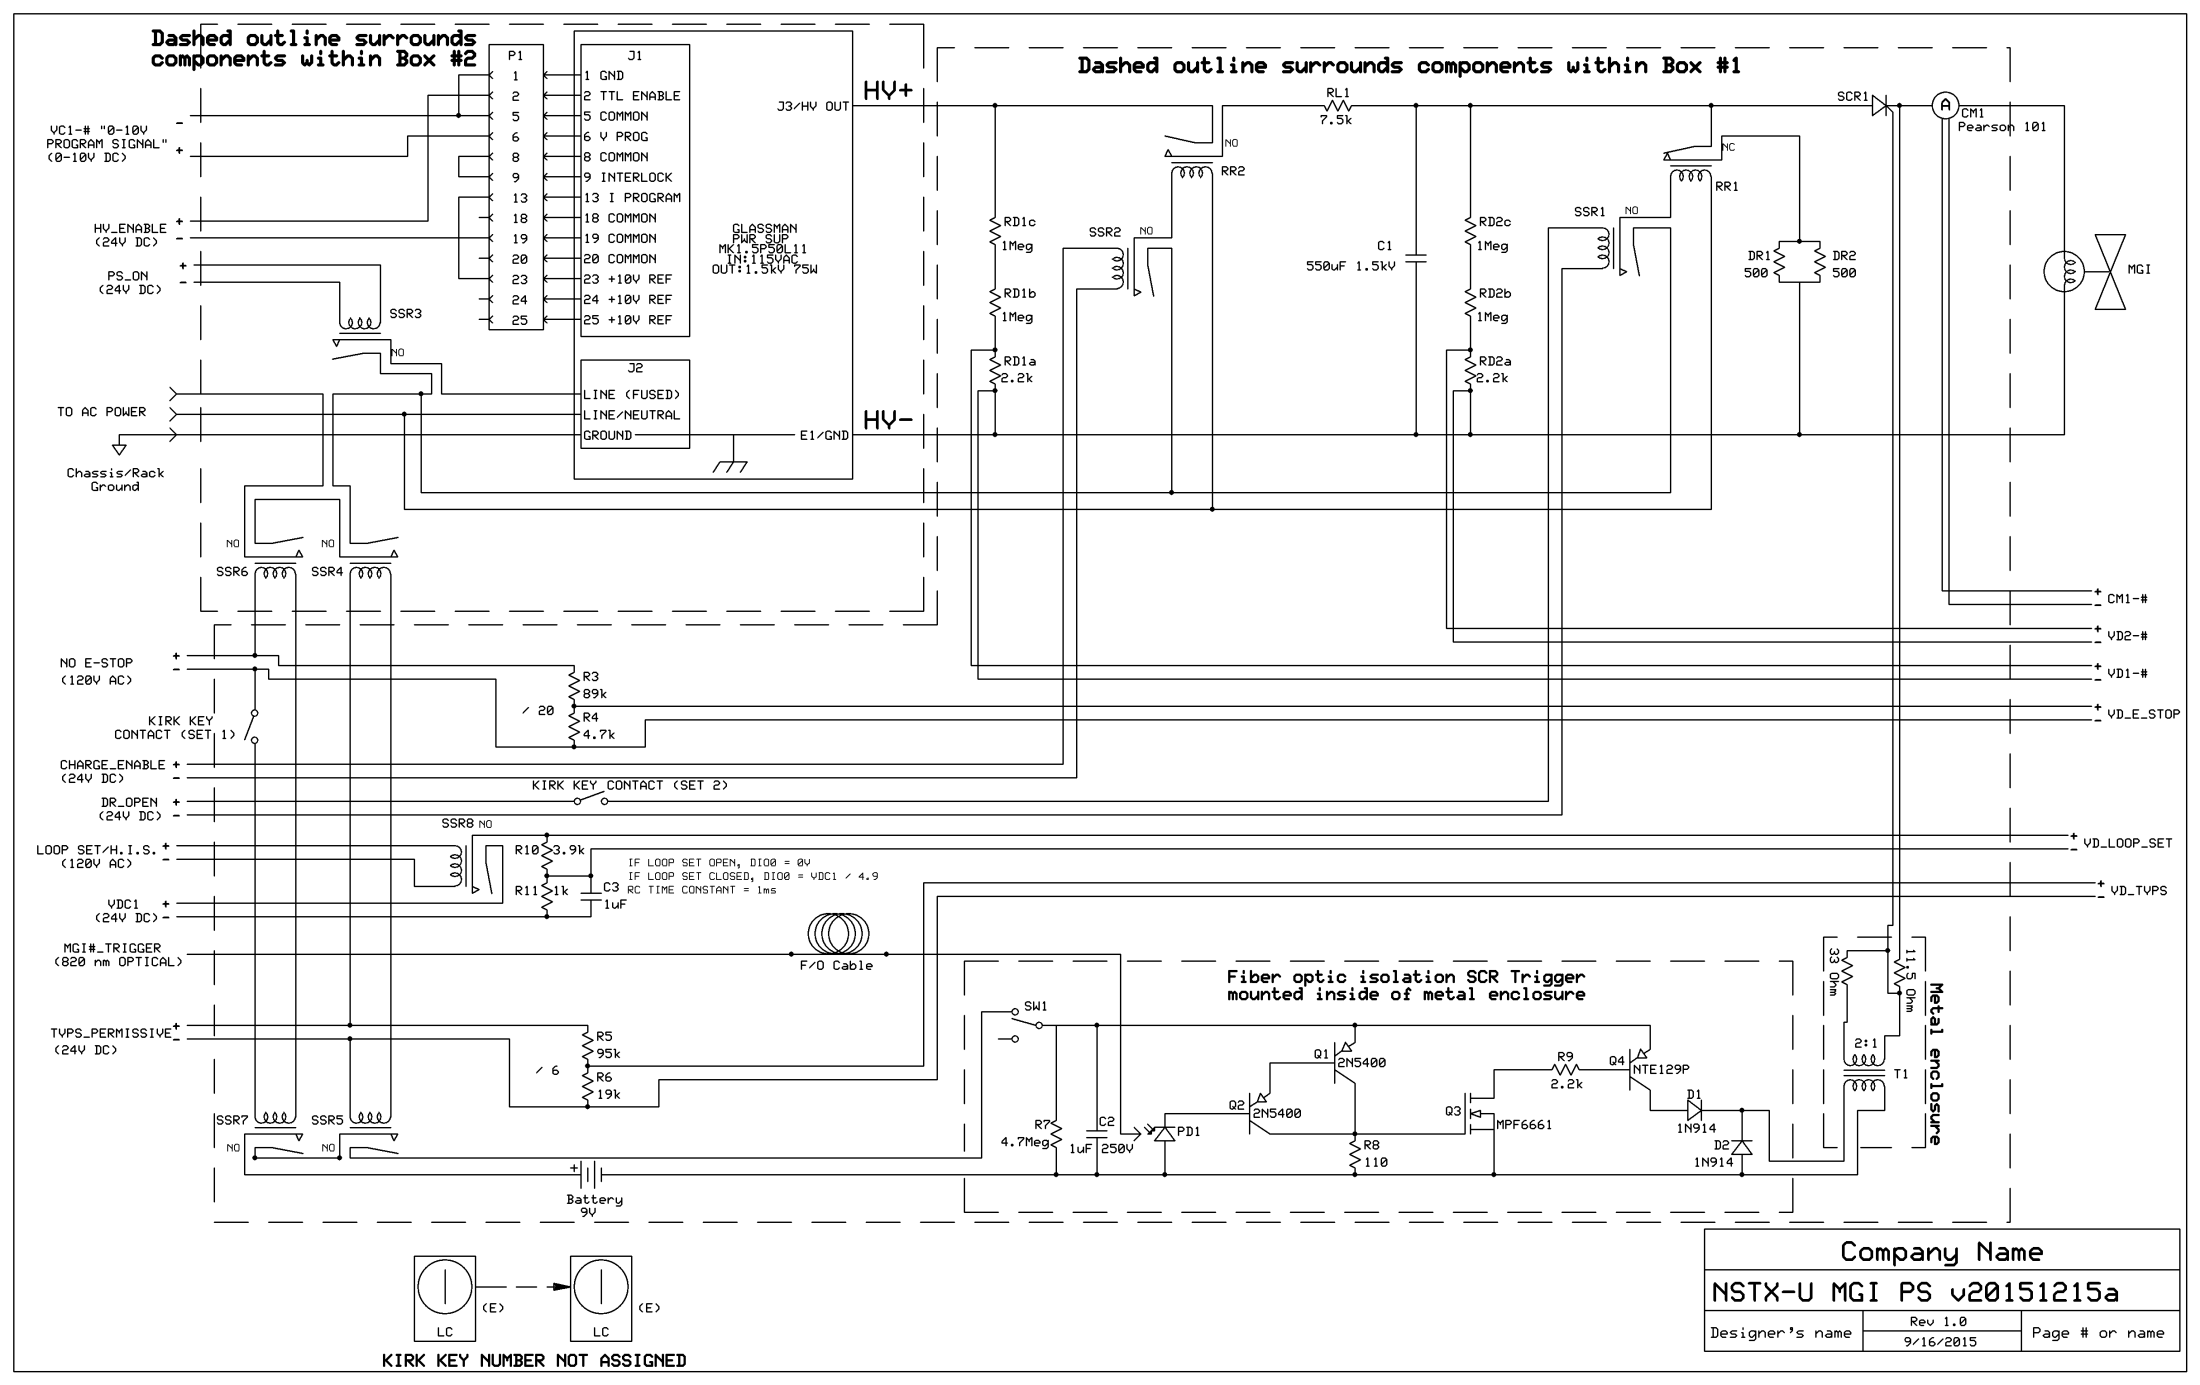 Dashed outline surrounds
components within Box #2
Dashed outline surrounds components within Box #1
P1
1
2
5
6
8
9
13
18
19
20
23
24
25
J1
1 GND
2 TTL ENABLE
5 COMMON
6 V PROG
8 COMMON
9 INTERLOCK
13 I PROGRAM
18 COMMON
19 COMMON
20 COMMON
23 +10V REF
24 +10V REF
25 +10V REF
J2
LINE (FUSED)
LINE/NEUTRAL
GROUND
E1/GND
J3/HV OUT
GLASSMAN
PWR SUP
MK1.5P50L11
IN:115VAC
OUT:1.5kV 75W
HV+
HV-
VC1-# "0-10V
PROGRAM SIGNAL"
(0-10V DC)
-
+
HV_ENABLE
(24V DC)
+
-
PS_ON
(24V DC)
+
-
SSR3
NO
TO AC POWER
Chassis/Rack
Ground
NO
SSR6
NO
SSR4
RD1c
1Meg
RD1b
1Meg
RD1a
2.2k
NO
RR2
SSR2
NO
RL1
7.5k
C1
550uF 1.5kV
RD2c
1Meg
RD2b
1Meg
RD2a
2.2k
SSR1
NO
NC
RR1
DR1
500
DR2
500
SCR1
A
CM1
Pearson 101
MGI
+
-
CM1-#
+
-
VD2-#
+
-
VD1-#
+
-
VD_E_STOP
+
-
VD_LOOP_SET
+
-
VD_TVPS
NO E-STOP
(120V AC)
+
-
R3
89k
/ 20
R4
4.7k
KIRK KEY
CONTACT (SET 1)
CHARGE_ENABLE
(24V DC)
+
-
KIRK KEY CONTACT (SET 2)
DR_OPEN
(24V DC)
+
-
SSR8 NO
LOOP SET/H.I.S.
(120V AC)
+
-
R10
3.9k
R11
1k
C3
1uF
IF LOOP SET OPEN, DIO0 = 0V
IF LOOP SET CLOSED, DIO0 = VDC1 / 4.9
RC TIME CONSTANT = 1ms
VDC1
(24V DC)
+
-
MGI#_TRIGGER
(820 nm OPTICAL)
F/O Cable
TVPS_PERMISSIVE
(24V DC)
+
-
R5
95k
/ 6
R6
19k
SSR7
NO
SSR5
NO
+
Battery
9V
Fiber optic isolation SCR Trigger
mounted inside of metal enclosure
SW1
R7
4.7Meg
C2
1uF 250V
PD1
Q2
2N5400
Q1
2N5400
R8
110
Q3
MPF6661
R9
2.2k
Q4
NTE129P
D1
1N914
D2
1N914
33 Ohm
11.5 Ohm
2:1
T1
Metal enclosure
(E)
LC
(E)
LC
KIRK KEY NUMBER NOT ASSIGNED
Company Name
NSTX-U MGI PS v20151215a
Designer's name
Rev 1.0
9/16/2015
Page # or name